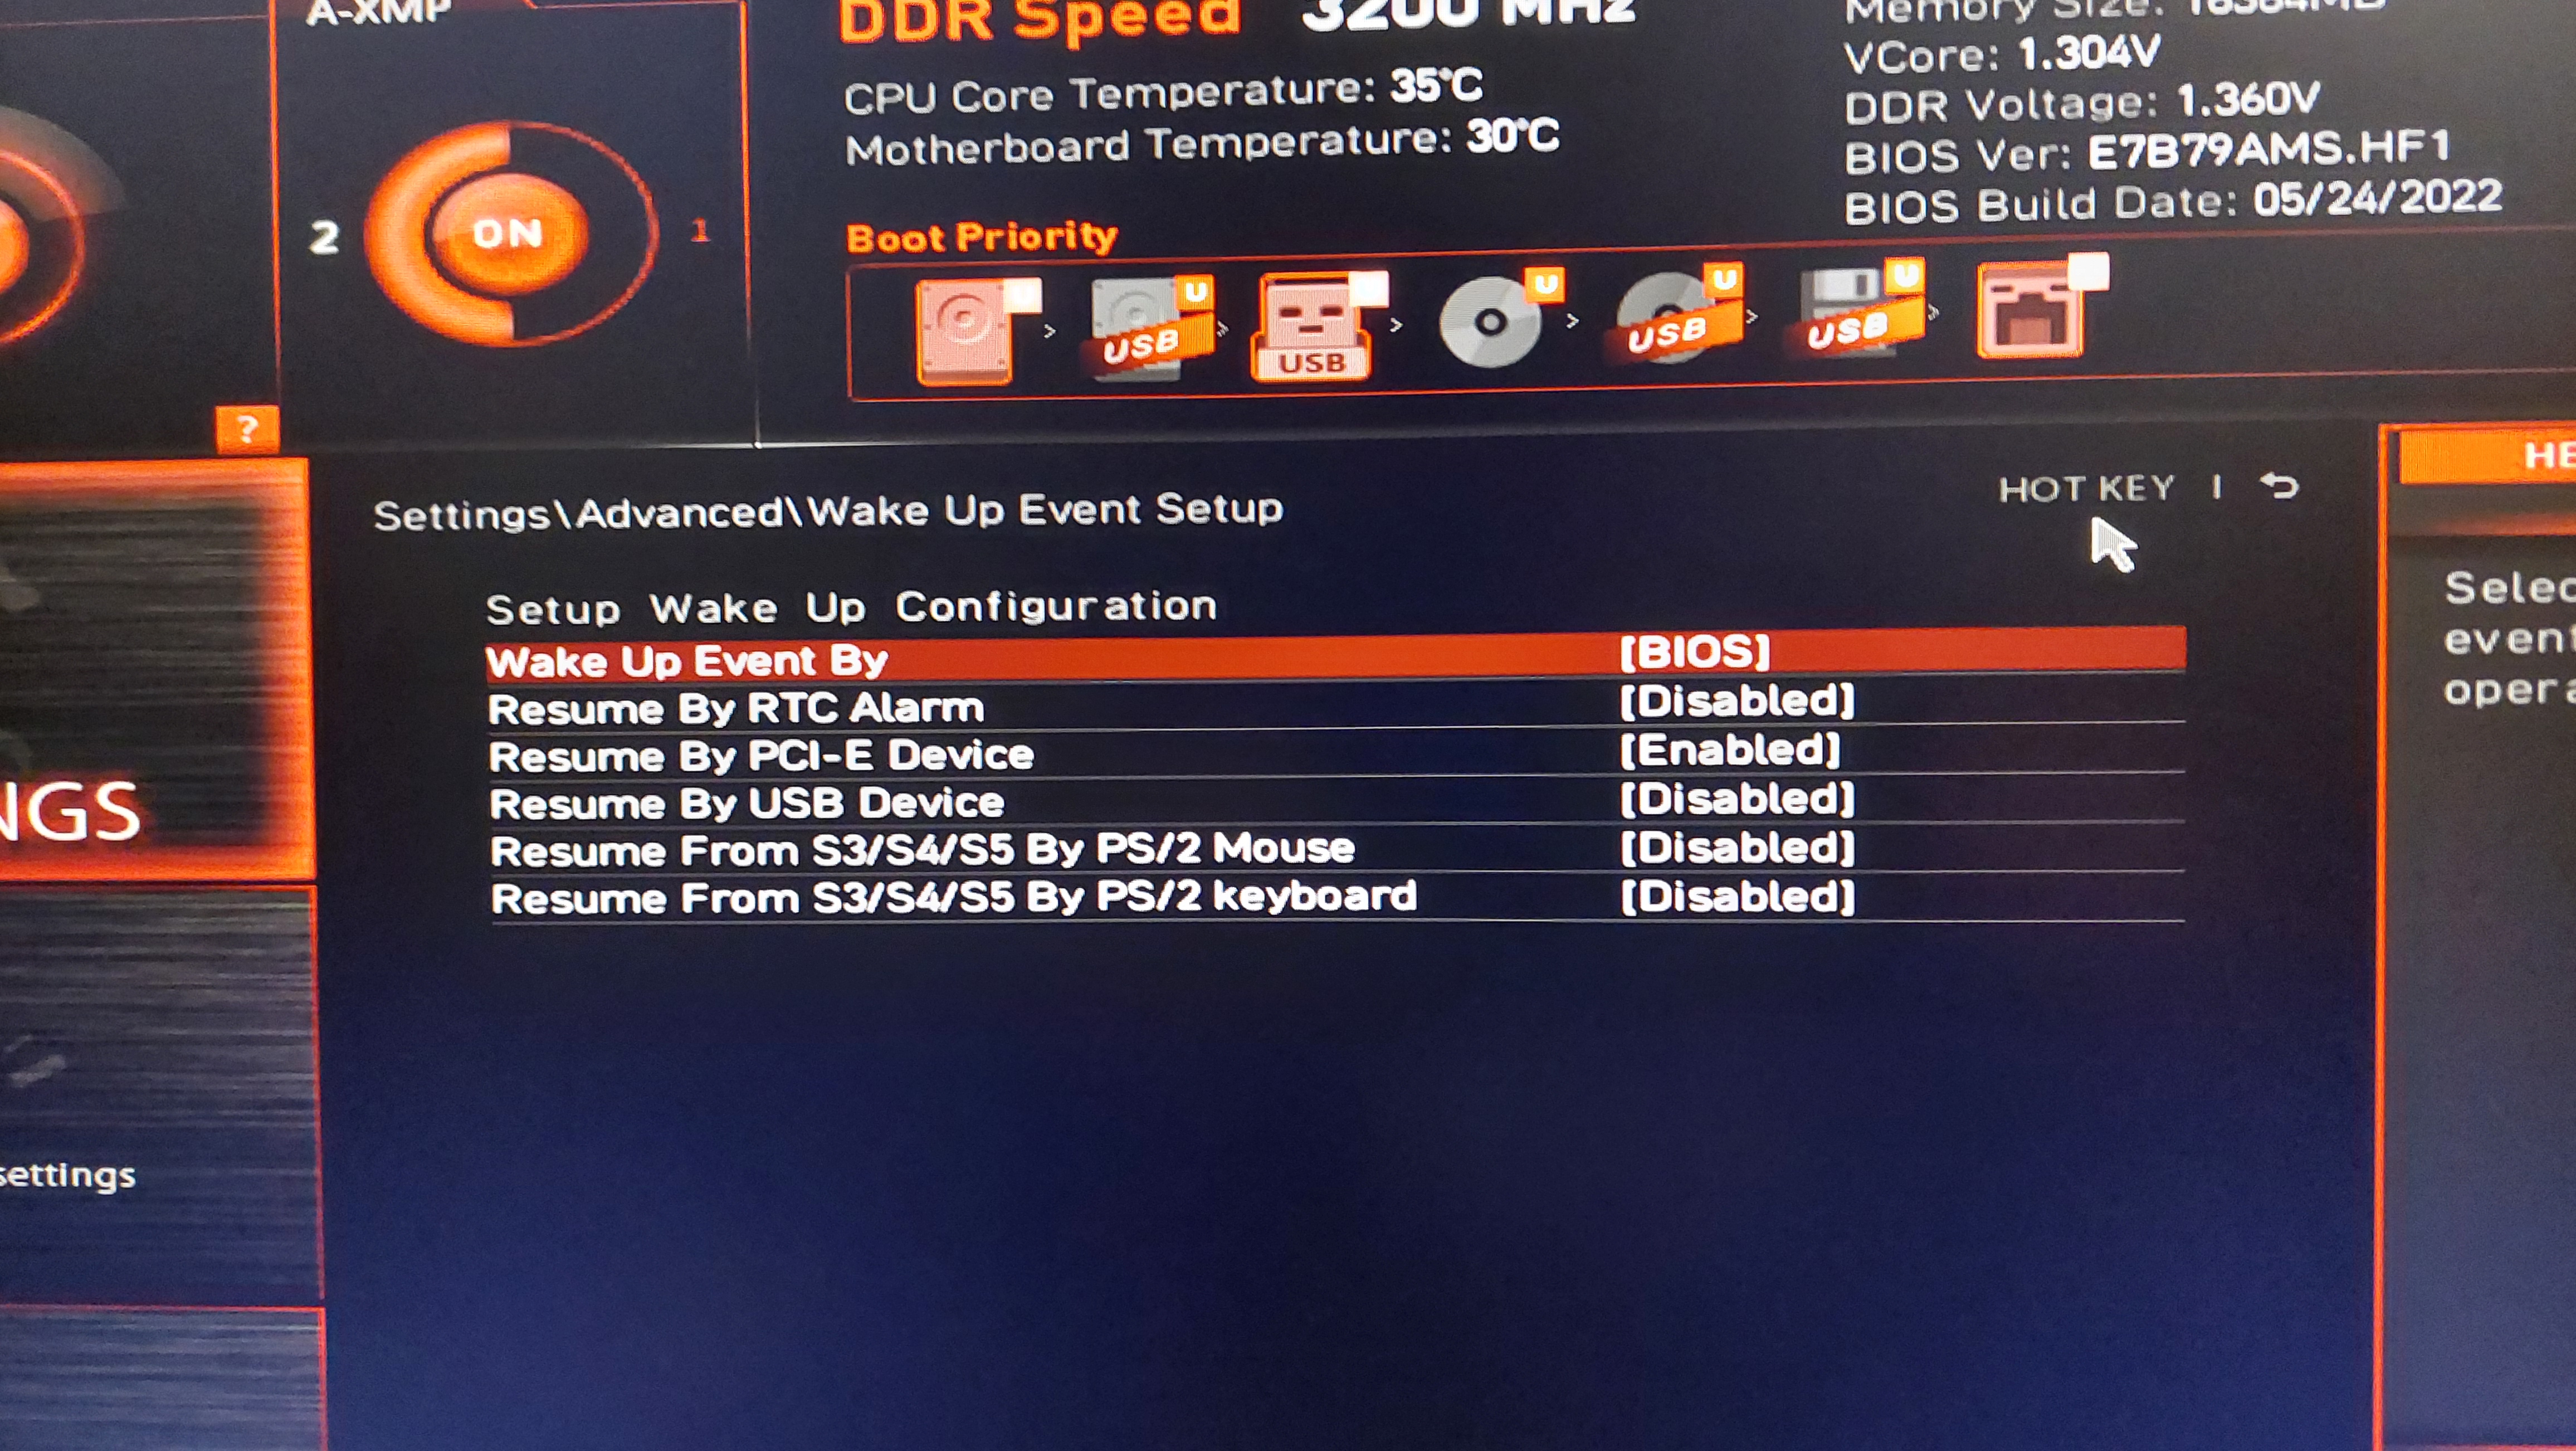 A-XMP
DDR Speed 3200 MHz
CPU Core Temperature: 35°C
Motherboard Temperature: 30°C
Memory Size: 16384MB
VCore: 1.304V
DDR Voltage: 1.360V
BIOS Ver: E7B79AMS.HF1
BIOS Build Date: 05/24/2022
2 ON 1
Boot Priority
U USB U USB U USB U USB U
?
HOT KEY |
Settings\Advanced\Wake Up Event Setup
Setup Wake Up Configuration
Wake Up Event By [BIOS]
Resume By RTC Alarm [Disabled]
Resume By PCI-E Device [Enabled]
Resume By USB Device [Disabled]
Resume From S3/S4/S5 By PS/2 Mouse [Disabled]
Resume From S3/S4/S5 By PS/2 keyboard [Disabled]
NGS
settings
HE
Selec
event
opera